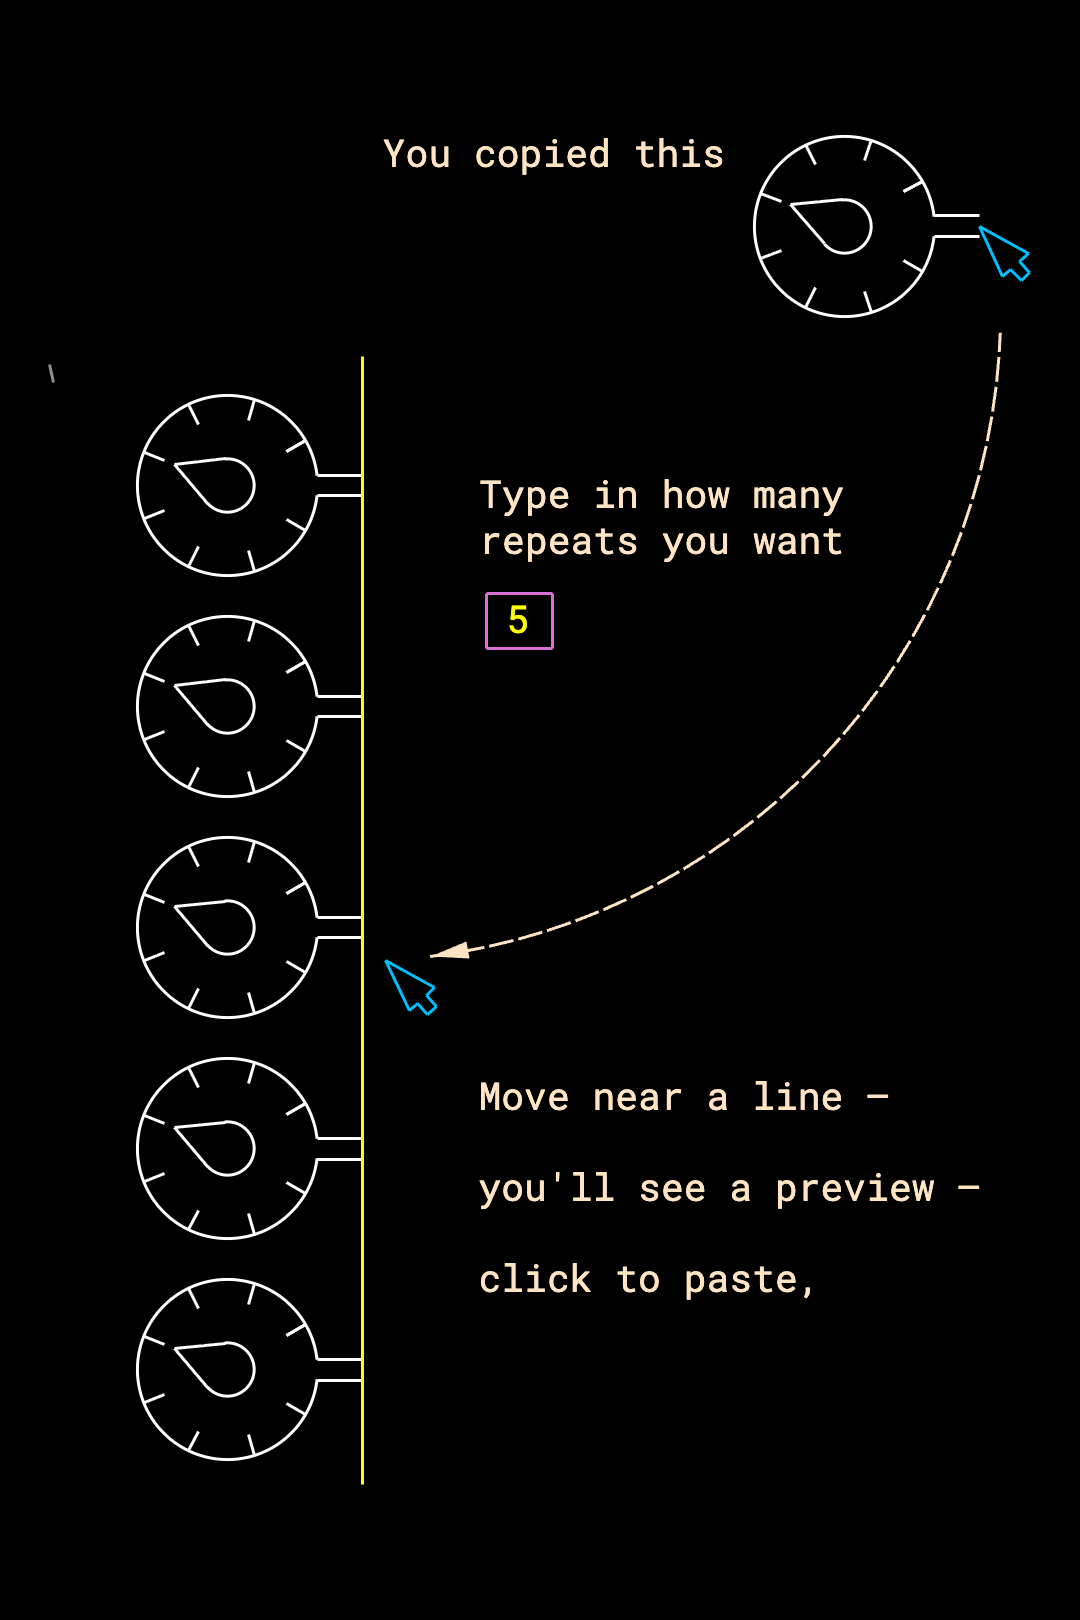 You copied this
Type in how many
repeats you want
5
Move near a line –
you'll see a preview –
click to paste,